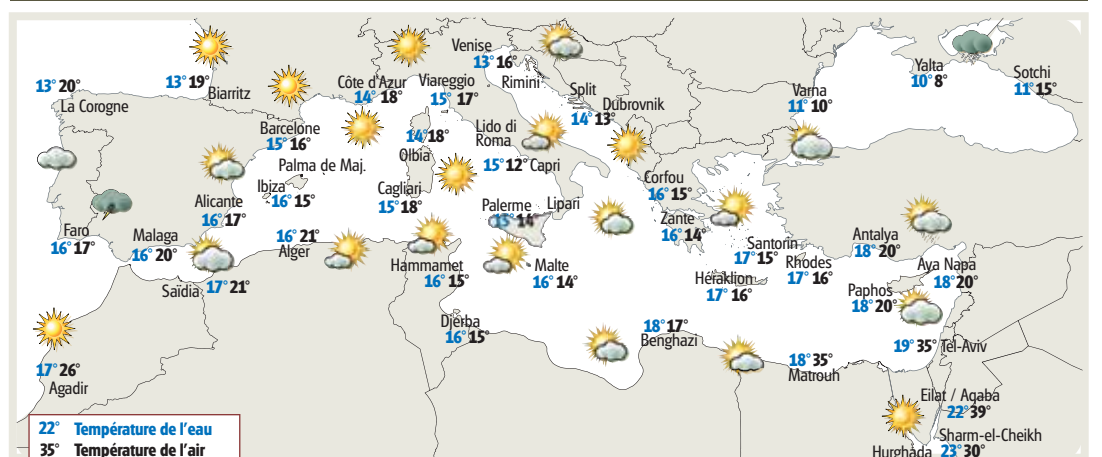 Venise
13° 16°
Rimini
Yalta
10° 8°
Sotchi
11° 15°
13° 20°
La Corogne
13° 19°
Biarritz
Côte d'Azur
14° 18°
Viareggio
15° 17°
Split
14° 13°
Dubrovnik
Varna
11° 10°
Barcelone
15° 16°
14° 18°
Olbia
Lido di
Roma
15° 12° Capri
Palma de Maj.
Ibiza
16° 15°
Cagliari
15° 18°
Corfou
16° 15°
Alicante
16° 17°
Palerme
15° 14°
Lipari
Zante
16° 14°
Faro
16° 17°
Malaga
16° 20°
16° 21°
Alger
Santorin
17° 15°
Antalya
18° 20°
Rhodes
17° 16°
Hammamet
16° 15°
Malte
16° 14°
Héraklion
17° 16°
Aya Napa
18° 20°
Saïdia 17° 21°
Paphos
18° 20°
Djerba
16° 15°
18° 17°
Benghazi
19° 35° Tel-Aviv
17° 26°
Agadir
18° 35°
Matrouh
Eilat / Aqaba
22° 39°
22° Température de l'eau
35° Température de l'air
Sharm-el-Cheikh
Hurghada 23° 30°